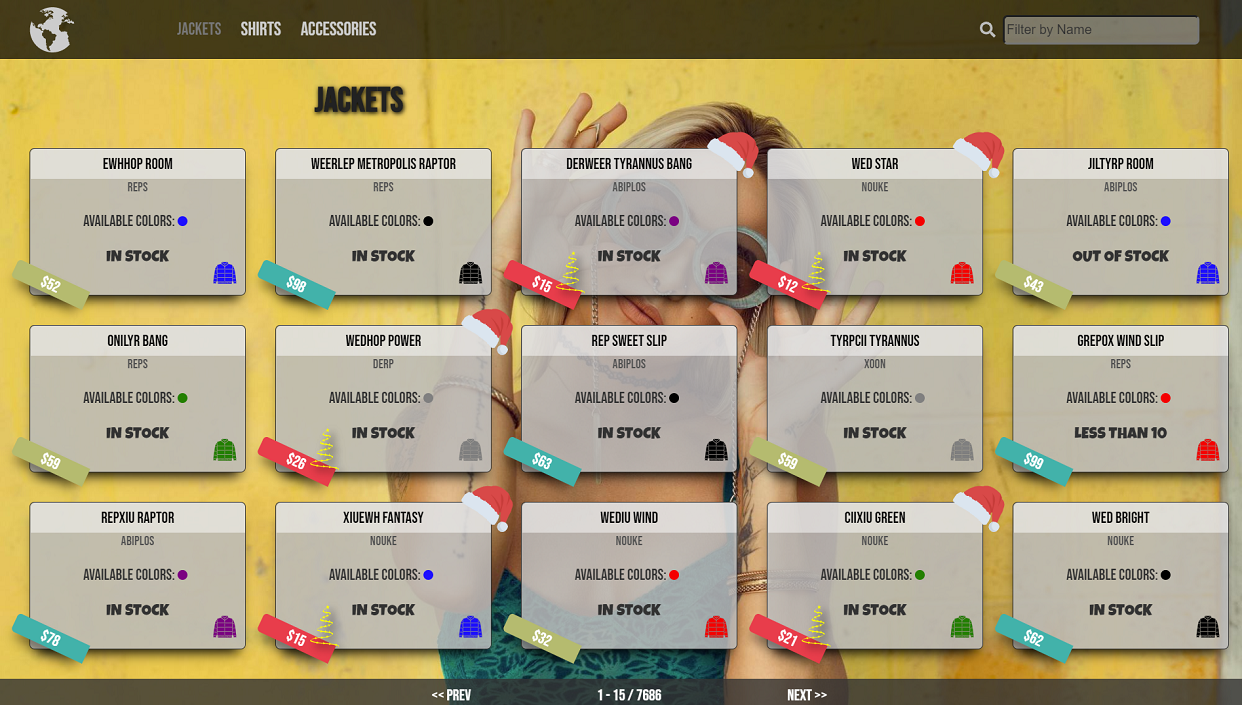 JACKETS SHIRTS ACCESSORIES Filter by Name
JACKETS
EWHHOP ROOM
REPS
AVAILABLE COLORS:
IN STOCK
$52
WEERLEP METROPOLIS RAPTOR
REPS
AVAILABLE COLORS:
IN STOCK
$98
DERWEER TYRANNUS BANG
ABIPLOS
AVAILABLE COLORS:
IN STOCK
$15
WED STAR
NOUKE
AVAILABLE COLORS:
IN STOCK
$12
JILTYRP ROOM
ABIPLOS
AVAILABLE COLORS:
OUT OF STOCK
$43
ONILYR BANG
REPS
AVAILABLE COLORS:
IN STOCK
$59
WEDHOP POWER
DERP
AVAILABLE COLORS:
IN STOCK
$26
REP SWEET SLIP
ABIPLOS
AVAILABLE COLORS:
IN STOCK
$63
TYRPCII TYRANNUS
XOON
AVAILABLE COLORS:
IN STOCK
$59
GREPOX WIND SLIP
REPS
AVAILABLE COLORS:
LESS THAN 10
$99
REPXIU RAPTOR
ABIPLOS
AVAILABLE COLORS:
IN STOCK
$78
XIUEWH FANTASY
NOUKE
AVAILABLE COLORS:
IN STOCK
$15
WEDIU WIND
NOUKE
AVAILABLE COLORS:
IN STOCK
$32
CIIXIU GREEN
NOUKE
AVAILABLE COLORS:
IN STOCK
$21
WED BRIGHT
NOUKE
AVAILABLE COLORS:
IN STOCK
$62
<< PREV 1 - 15 / 7686 NEXT >>